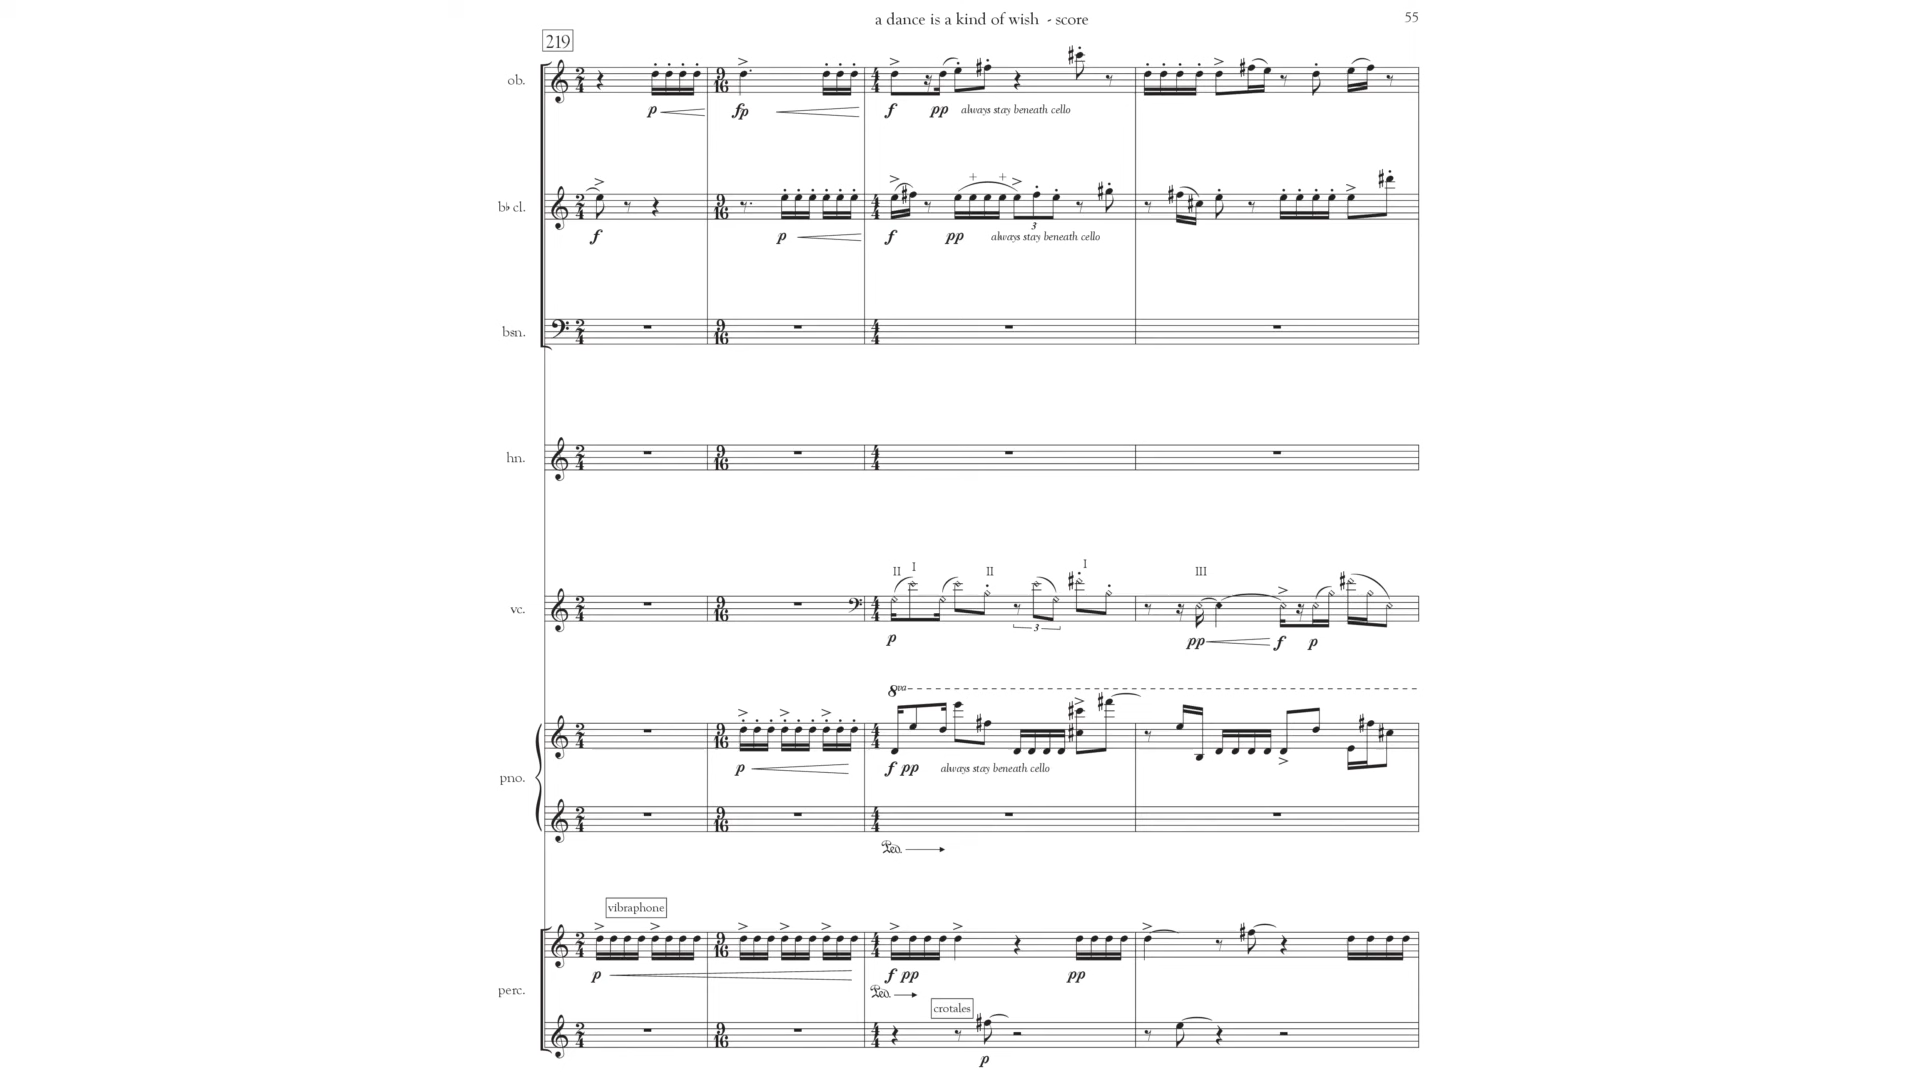 a dance is a kind of wish - score
55
219
ob.
p
fp
f
pp
always stay beneath cello
b♭ cl.
f
p
f
pp
3
always stay beneath cello
bsn.
hn.
II I II I III
vc.
3
p
pp
f
p
8va
pno.
p
f pp
always stay beneath cello
Ped.
vibraphone
p
f pp
pp
perc.
Ped.
crotales
p